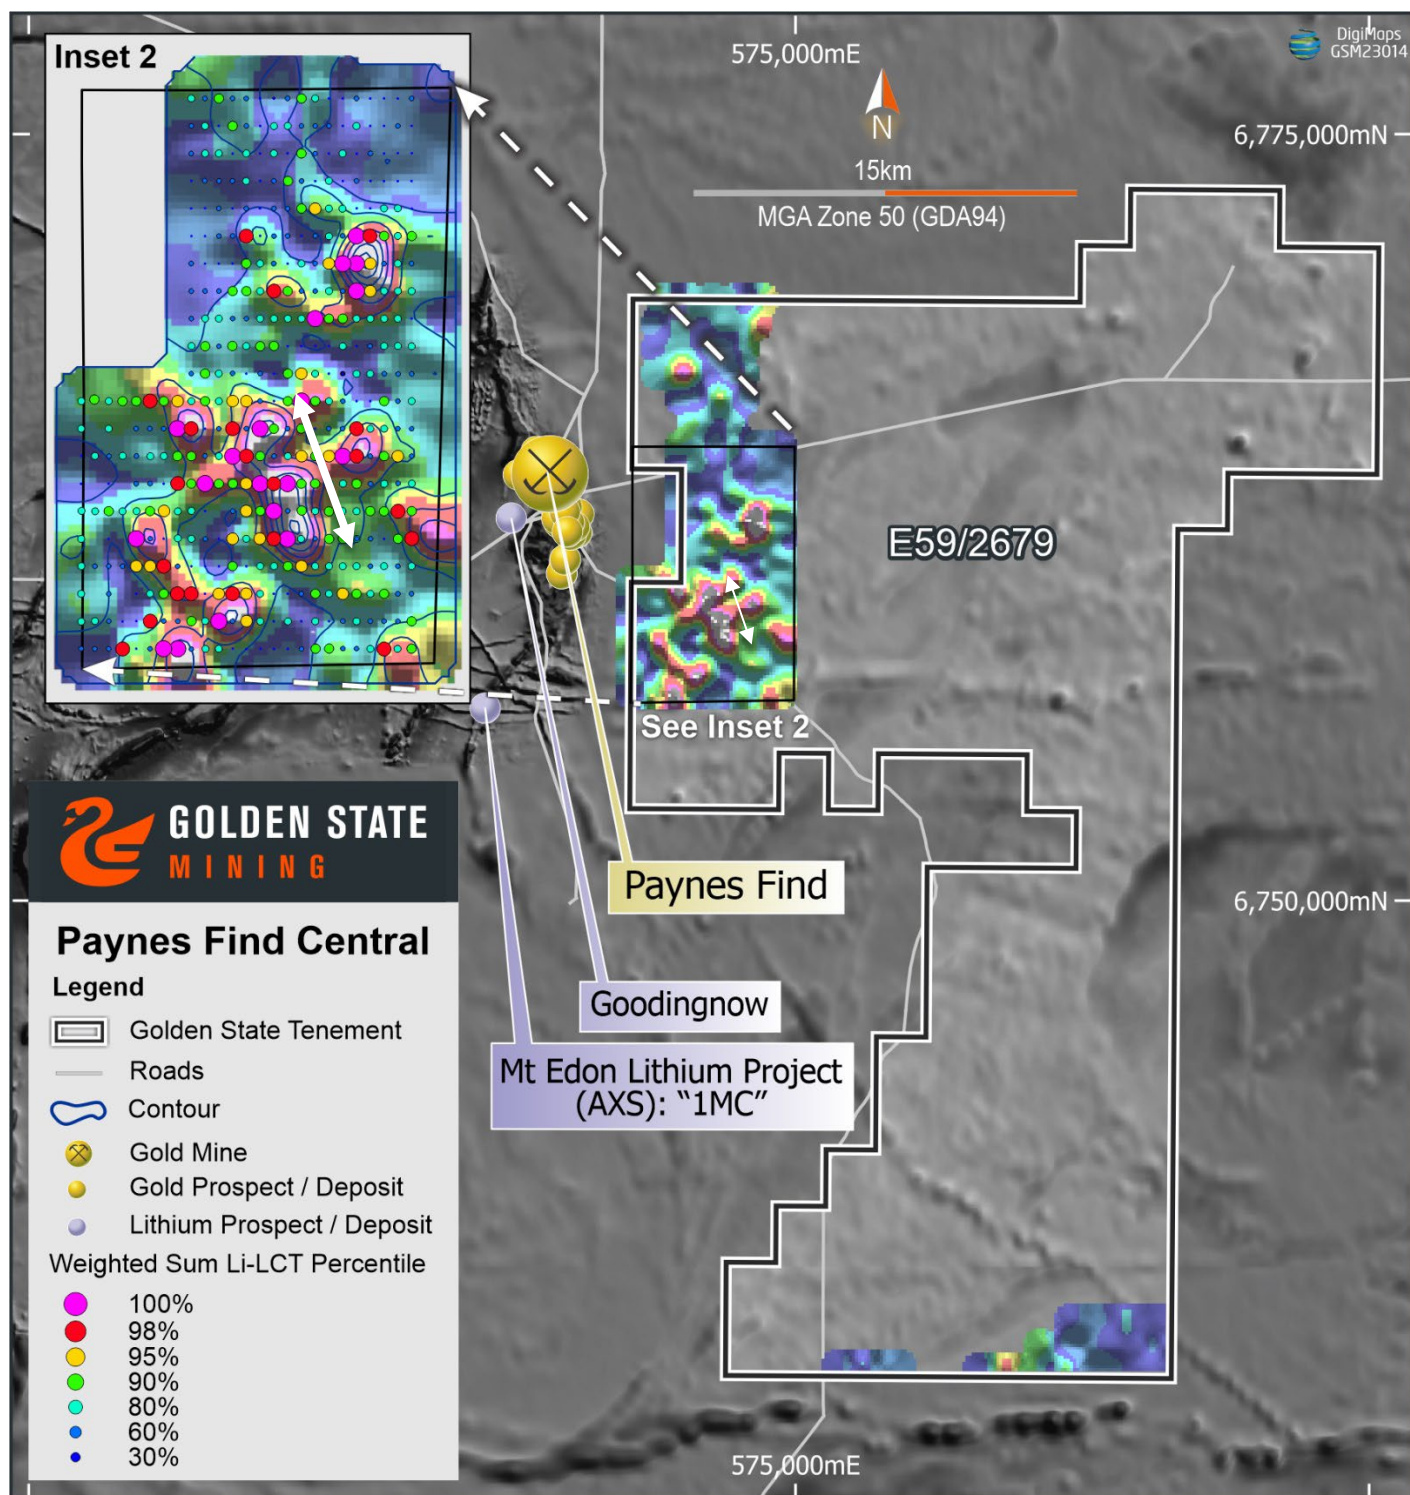 Inset 2
575,000mE
DigiMaps
GSM23014
N
6,775,000mN
15km
MGA Zone 50 (GDA94)
E59/2679
See Inset 2
GOLDEN STATE
MINING
Paynes Find
6,750,000mN
Paynes Find Central
Legend
Golden State Tenement
Roads
Contour
Gold Mine
Gold Prospect / Deposit
Lithium Prospect / Deposit
Weighted Sum Li-LCT Percentile
100%
98%
95%
90%
80%
60%
30%
Goodingnow
Mt Edon Lithium Project
(AXS): “1MC”
575,000mE